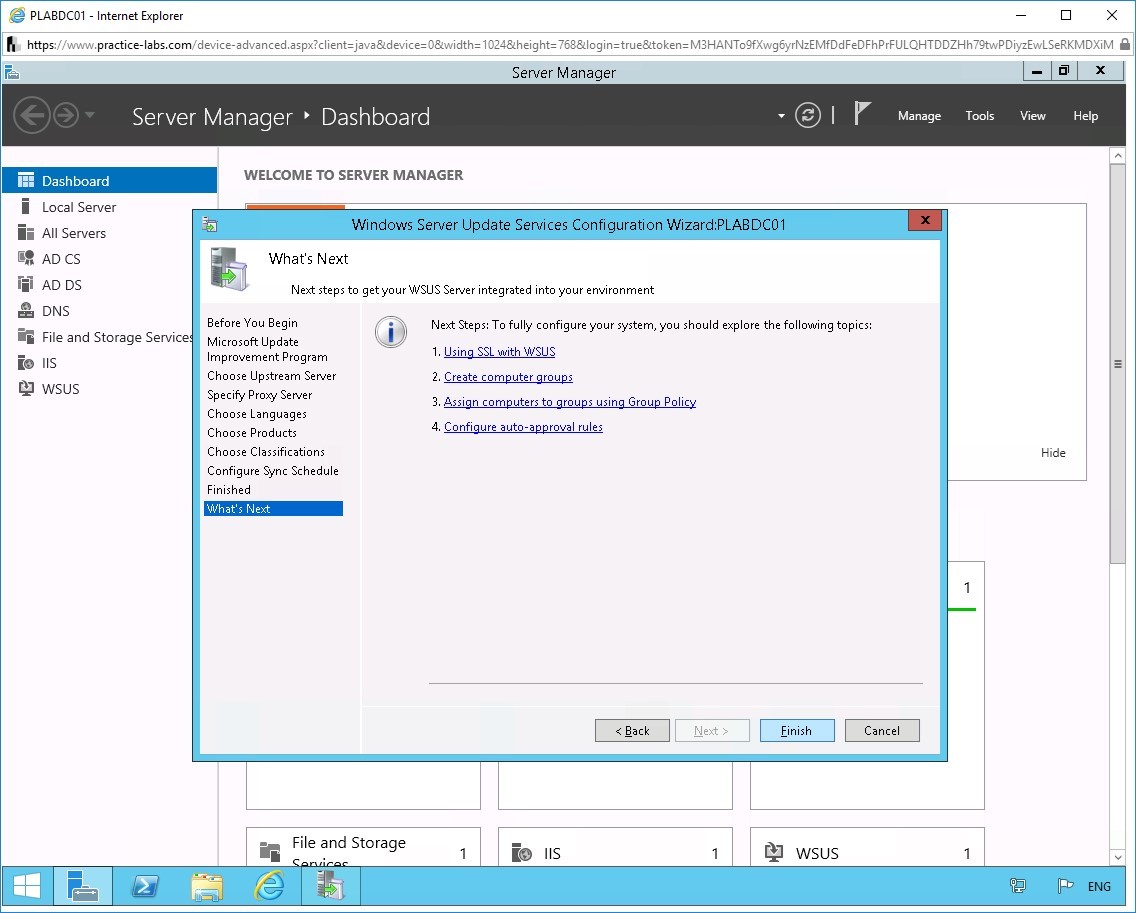 PLABDC01 - Internet Explorer
https://www.practice-labs.com/device-advanced.aspx?client=java&device=0&width=1024&height=768&login=true&token=M3HANTo9fXwg6yrNzEMfDdFeDFhPrFULQHTDDZHh79twPDiyzEwLSeRKMDXiM
Server Manager
Server Manager
Dashboard
Manage
Tools
View
Help
Dashboard
Local Server
All Servers
AD CS
AD DS
DNS
File and Storage Services
IIS
WSUS
WELCOME TO SERVER MANAGER
Windows Server Update Services Configuration Wizard:PLABDC01
What's Next
Next steps to get your WSUS Server integrated into your environment
Before You Begin
Microsoft Update
Improvement Program
Choose Upstream Server
Specify Proxy Server
Choose Languages
Choose Products
Choose Classifications
Configure Sync Schedule
Finished
What's Next
Next Steps: To fully configure your system, you should explore the following topics:
1. Using SSL with WSUS
2. Create computer groups
3. Assign computers to groups using Group Policy
4. Configure auto-approval rules
< Back
Next >
Finish
Cancel
Hide
1
File and Storage
Services
1
IIS
1
WSUS
1
ENG